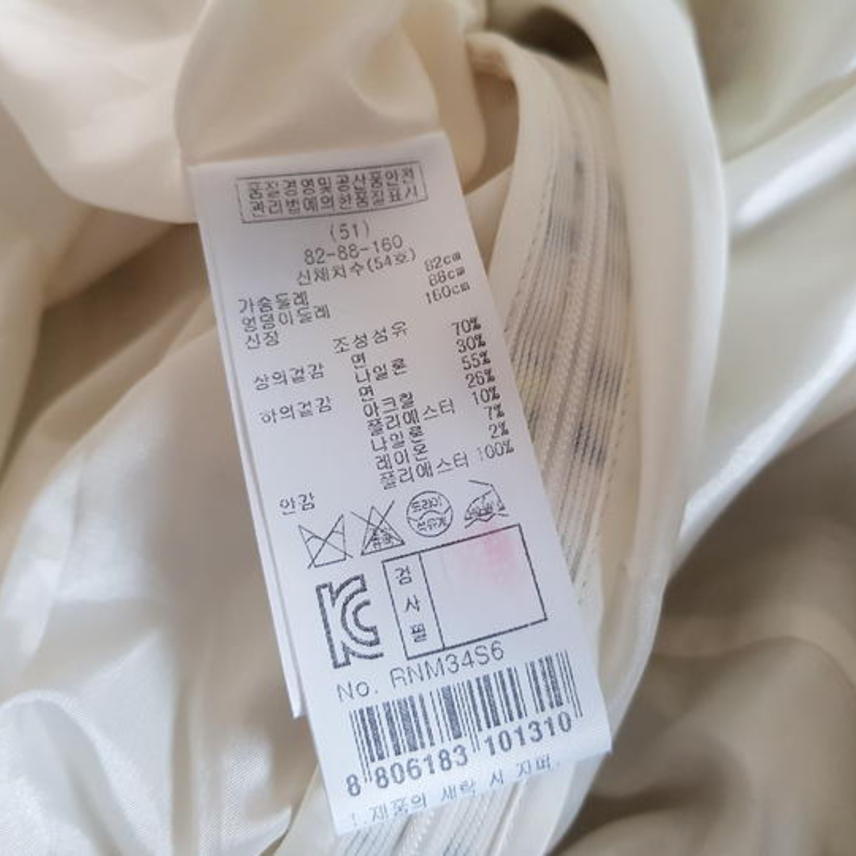 품질경영및공산품안전
관리법에의한품질표시
(51)
82-88-160
신체치수(54호)
가슴둘레 82cm
엉덩이둘레 88cm
신장 160cm
조성섬유
상의겉감 면 70%
나일론 30%
하의겉감 면 55%
아크릴 26%
폴리에스터 10%
나일론 7%
레이온 2%
안감 폴리에스터 100%
드라이
석유계
검
사
필
No. RNM34S6
8 806183 101310
1.제품의 세탁 시 지퍼,